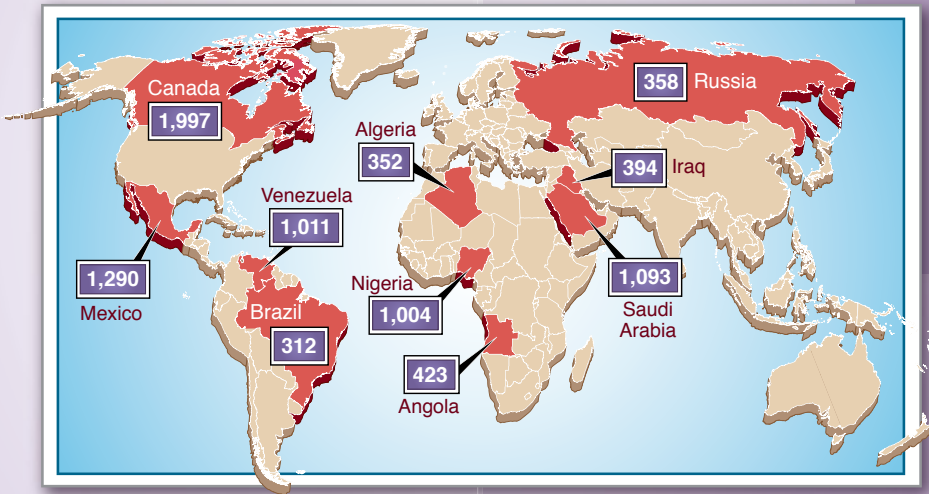 Canada
1,997
358 Russia
Algeria
352
394 Iraq
Venezuela
1,011
1,290
Mexico
Nigeria
1,004
1,093
Saudi
Arabia
Brazil
312
423
Angola